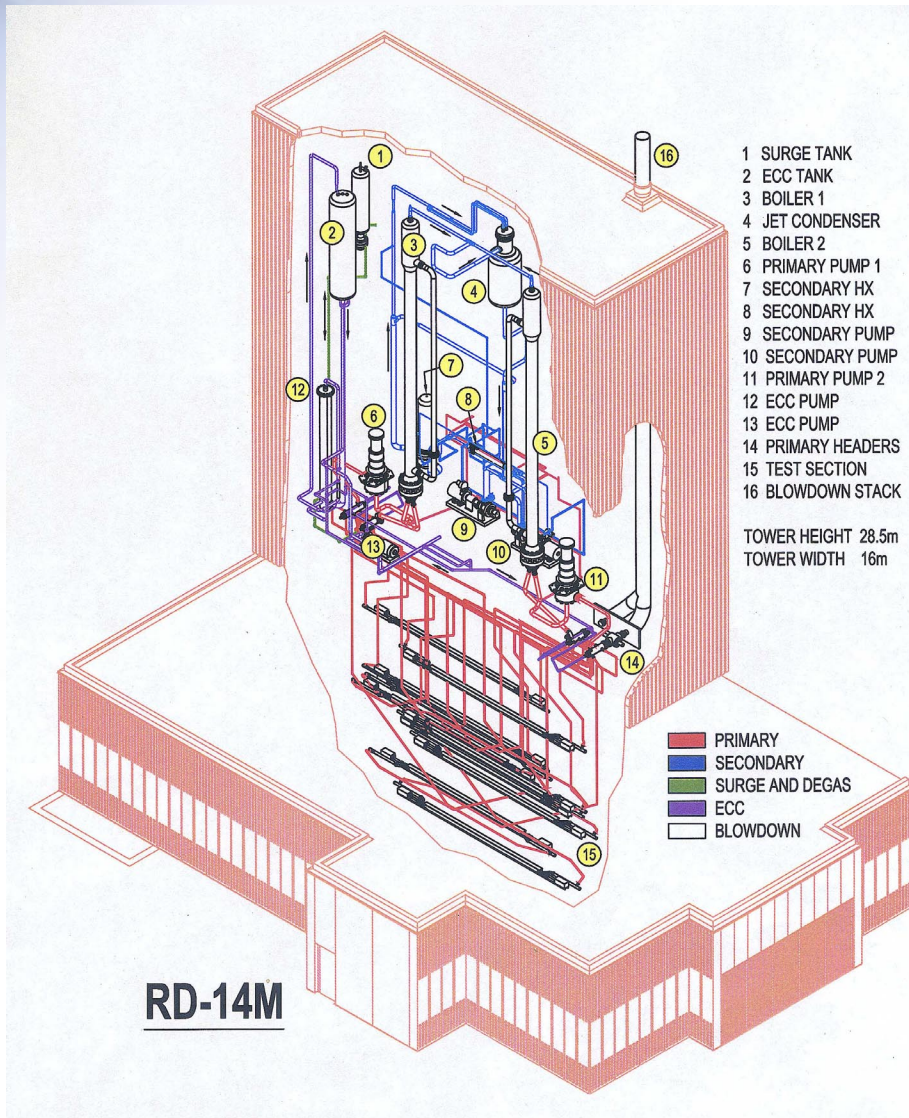 1 SURGE TANK
2 ECC TANK
3 BOILER 1
4 JET CONDENSER
5 BOILER 2
6 PRIMARY PUMP 1
7 SECONDARY HX
8 SECONDARY HX
9 SECONDARY PUMP
10 SECONDARY PUMP
11 PRIMARY PUMP 2
12 ECC PUMP
13 ECC PUMP
14 PRIMARY HEADERS
15 TEST SECTION
16 BLOWDOWN STACK
TOWER HEIGHT 28.5m
TOWER WIDTH 16m
16
1
2
3
4
7
12
6
8
5
9
10
13
11
14
PRIMARY
SECONDARY
SURGE AND DEGAS
ECC
BLOWDOWN
15
RD-14M